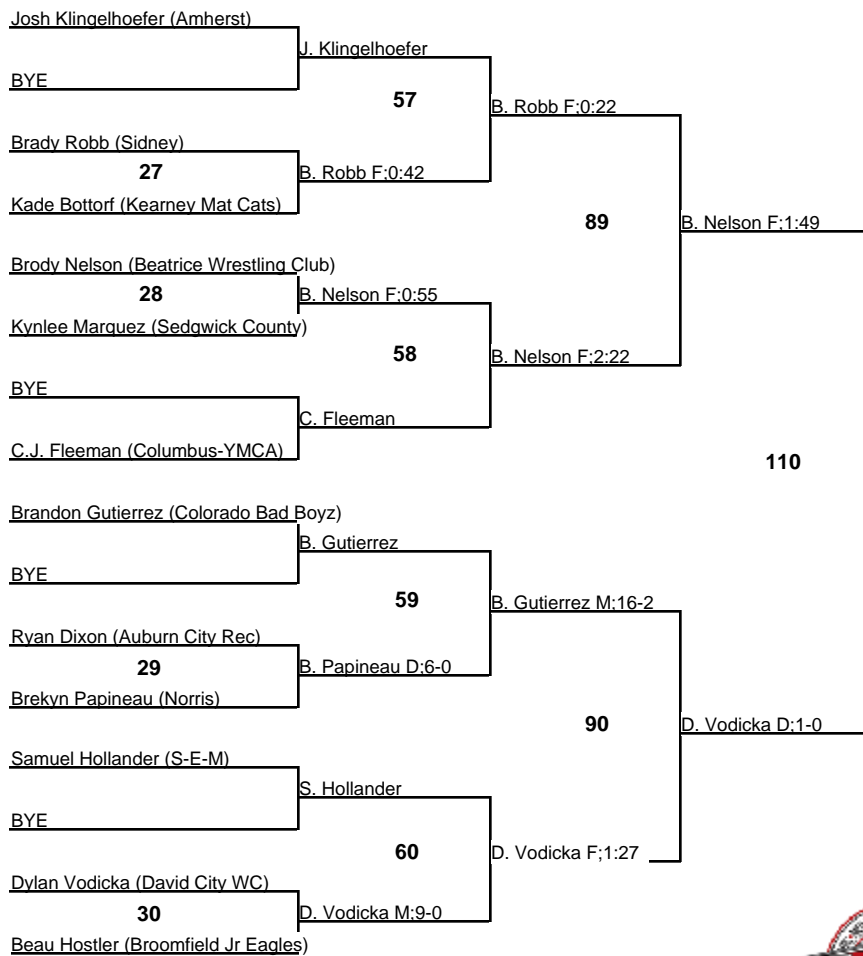 Josh Klingelhoefer (Amherst)
J. Klingelhoefer
BYE
57
B. Robb F;0:22
Brady Robb (Sidney)
27
B. Robb F;0:42
Kade Bottorf (Kearney Mat Cats)
89
B. Nelson F;1:49
Brody Nelson (Beatrice Wrestling Club)
28
B. Nelson F;0:55
Kynlee Marquez (Sedgwick County)
58
B. Nelson F;2:22
BYE
C. Fleeman
C.J. Fleeman (Columbus-YMCA)
110
Brandon Gutierrez (Colorado Bad Boyz)
B. Gutierrez
BYE
59
B. Gutierrez M;16-2
Ryan Dixon (Auburn City Rec)
29
B. Papineau D;6-0
Brekyn Papineau (Norris)
90
D. Vodicka D;1-0
Samuel Hollander (S-E-M)
S. Hollander
BYE
60
D. Vodicka F;1:27
Dylan Vodicka (David City WC)
30
D. Vodicka M;9-0
Beau Hostler (Broomfield Jr Eagles)